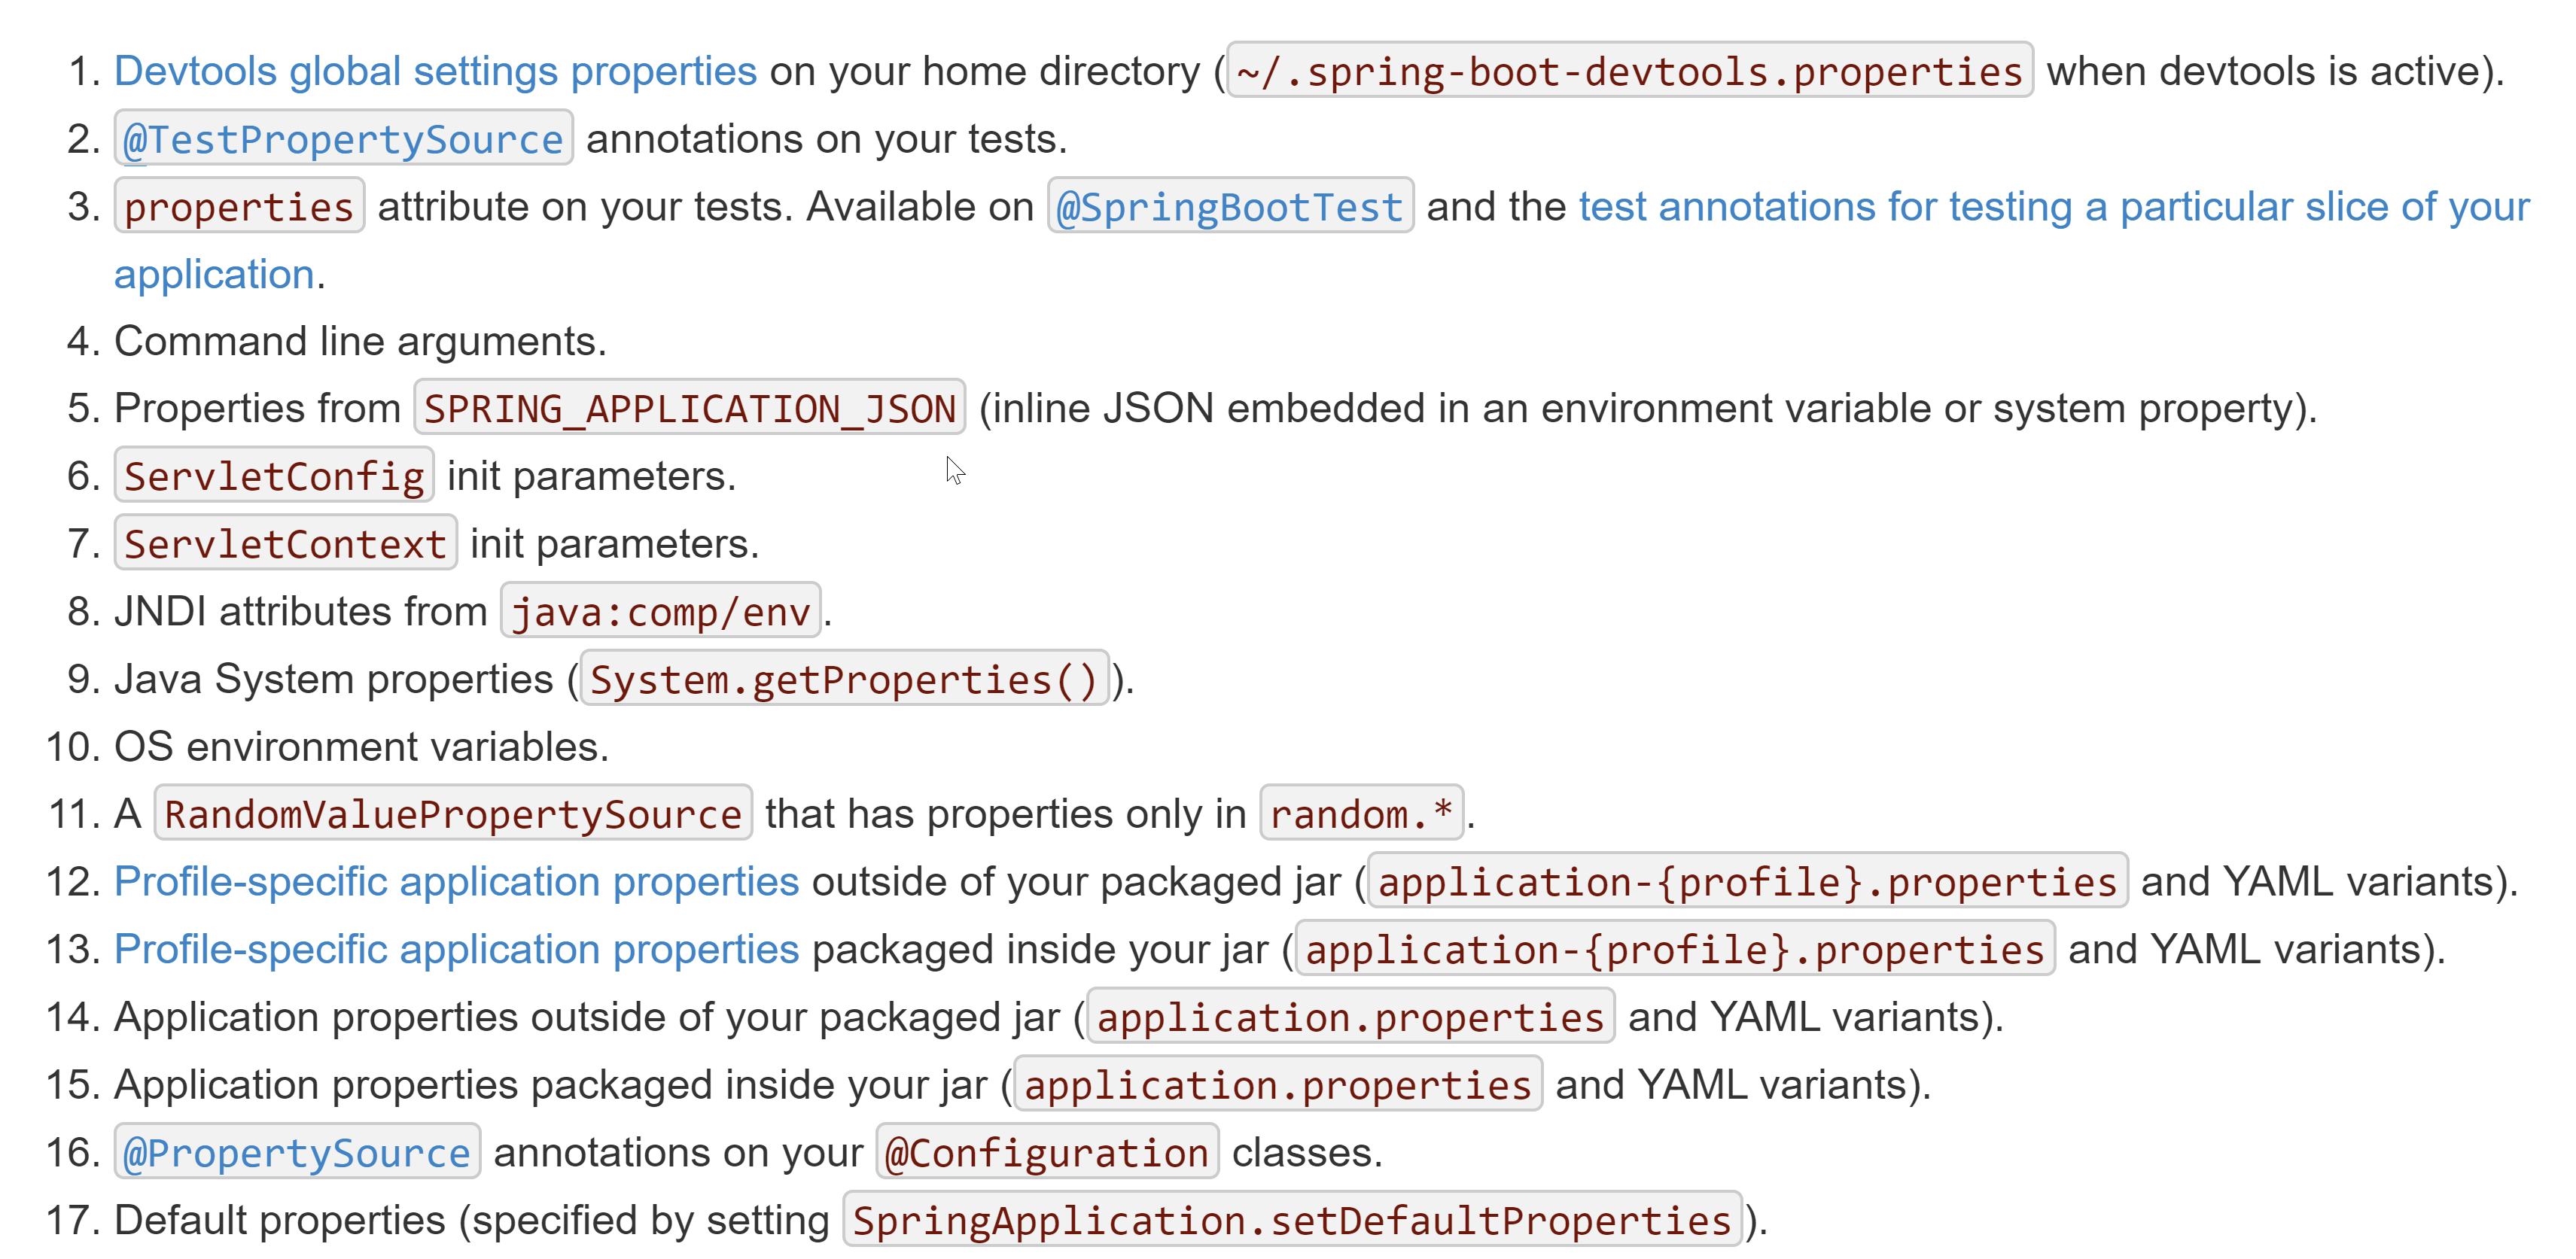 1. Devtools global settings properties on your home directory (~/.spring-boot-devtools.properties when devtools is active).
2. @TestPropertySource annotations on your tests.
3. properties attribute on your tests. Available on @SpringBootTest and the test annotations for testing a particular slice of your
application.
4. Command line arguments.
5. Properties from SPRING_APPLICATION_JSON (inline JSON embedded in an environment variable or system property).
6. ServletConfig init parameters.
7. ServletContext init parameters.
8. JNDI attributes from java:comp/env.
9. Java System properties (System.getProperties()).
10. OS environment variables.
11. A RandomValuePropertySource that has properties only in random.*.
12. Profile-specific application properties outside of your packaged jar (application-{profile}.properties and YAML variants).
13. Profile-specific application properties packaged inside your jar (application-{profile}.properties and YAML variants).
14. Application properties outside of your packaged jar (application.properties and YAML variants).
15. Application properties packaged inside your jar (application.properties and YAML variants).
16. @PropertySource annotations on your @Configuration classes.
17. Default properties (specified by setting SpringApplication.setDefaultProperties).